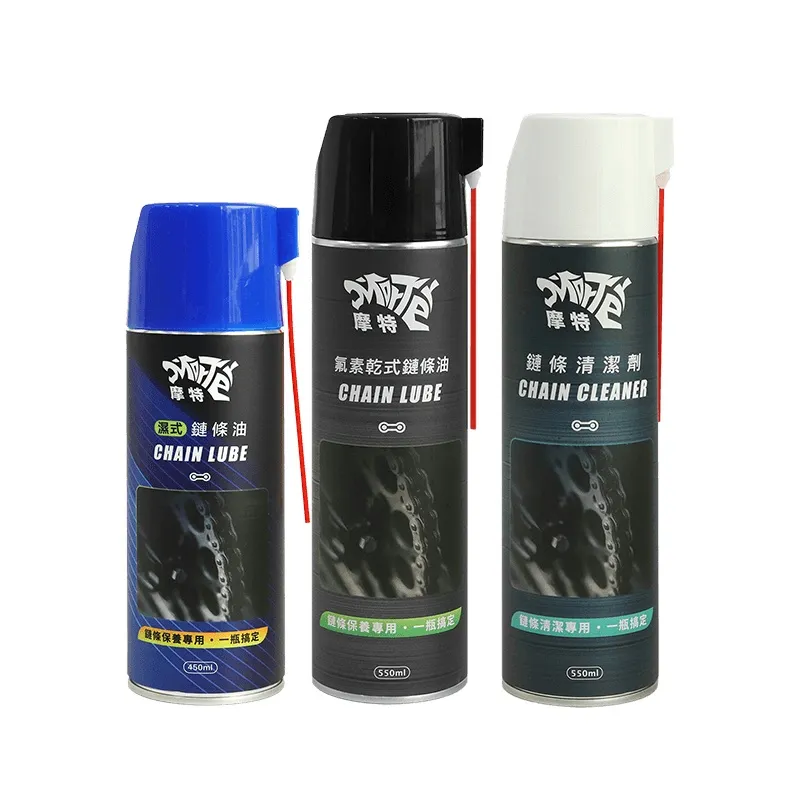 MOTE
摩特
濕式 鏈條油
CHAIN LUBE
鏈條保養專用・一瓶搞定
450ml
摩特
氟素乾式鏈條油
CHAIN LUBE
鏈條保養專用・一瓶搞定
550ml
摩特
鏈條清潔劑
CHAIN CLEANER
鏈條清潔專用・一瓶搞定
550ml